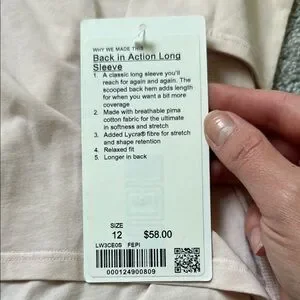 WHY WE MADE THIS
Back in Action Long
Sleeve
1. A classic long sleeve you'll
reach for again and again. The
scooped back hem adds length
for when you want a bit more
coverage
2. Made with breathable pima
cotton fabric for the ultimate
in softness and stretch
3. Added Lycra® fibre for stretch
and shape retention
4. Relaxed fit
5. Longer in back
SIZE
12 $58.00
LW3CE0S FEPI
000124900809